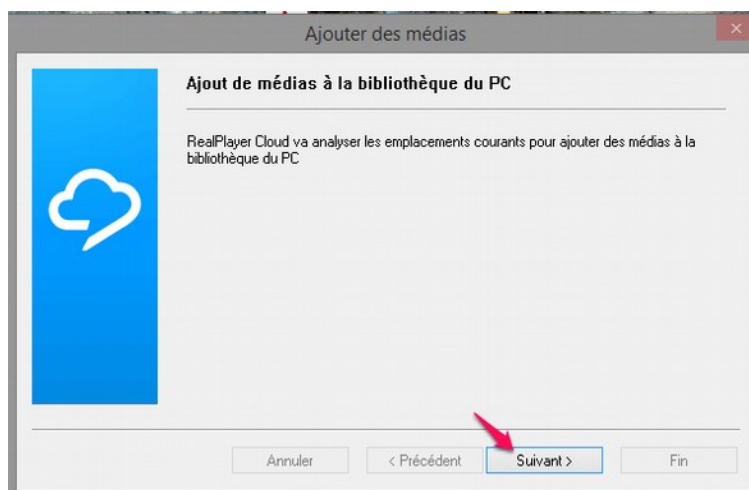 Ajouter des médias
Ajout de médias à la bibliothèque du PC
RealPlayer Cloud va analyser les emplacements courants pour ajouter des médias à la
bibliothèque du PC
Annuler
< Précédent
Suivant >
Fin